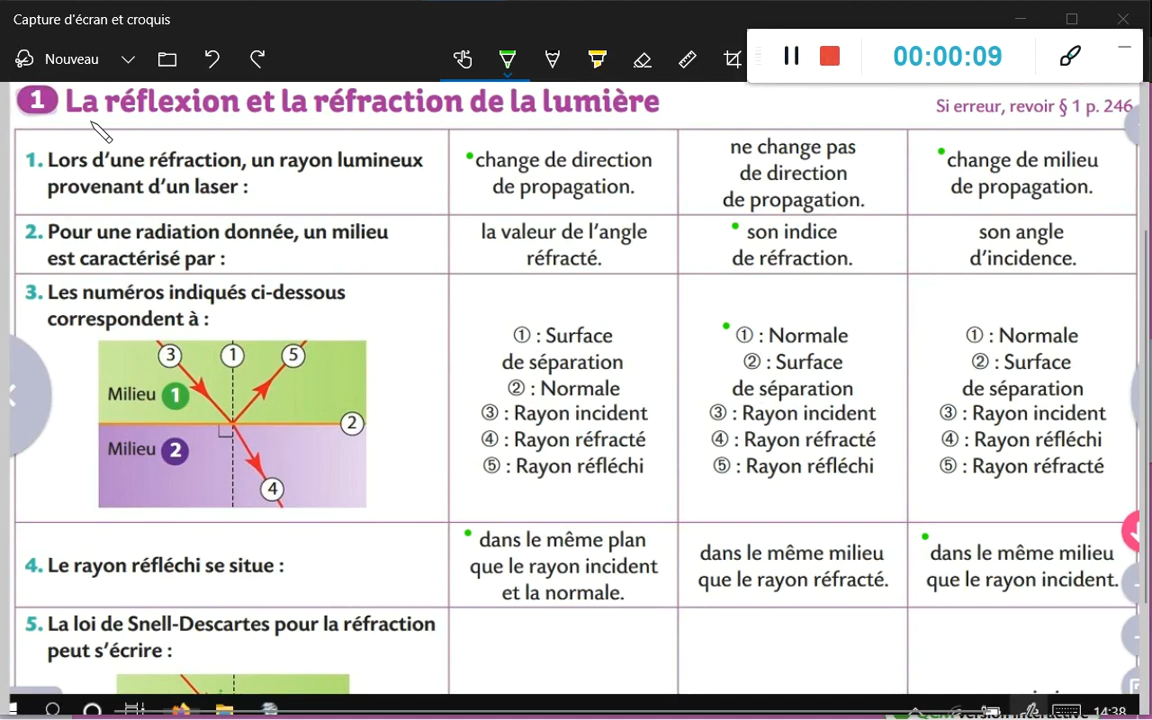 Capture d'écran et croquis
Nouveau
00:00:09
1 La réflexion et la réfraction de la lumière
Si erreur, revoir § 1 p. 246
1. Lors d'une réfraction, un rayon lumineux
provenant d'un laser :
change de direction
de propagation.
ne change pas
de direction
de propagation.
change de milieu
de propagation.
2. Pour une radiation donnée, un milieu
est caractérisé par :
la valeur de l'angle
réfracté.
son indice
de réfraction.
son angle
d'incidence.
3. Les numéros indiqués ci-dessous
correspondent à :
3 1 5
Milieu 1
2
Milieu 2
4
① : Surface
de séparation
② : Normale
③ : Rayon incident
④ : Rayon réfracté
⑤ : Rayon réfléchi
① : Normale
② : Surface
de séparation
③ : Rayon incident
④ : Rayon réfracté
⑤ : Rayon réfléchi
① : Normale
② : Surface
de séparation
③ : Rayon incident
④ : Rayon réfléchi
⑤ : Rayon réfracté
4. Le rayon réfléchi se situe :
dans le même plan
que le rayon incident
et la normale.
dans le même milieu
que le rayon réfracté.
dans le même milieu
que le rayon incident.
5. La loi de Snell-Descartes pour la réfraction
peut s'écrire :
14:38